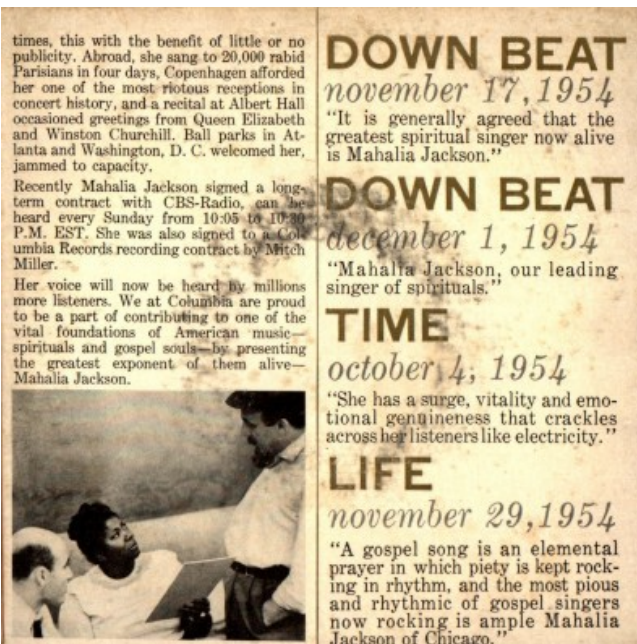 times, this with the benefit of little or no
publicity. Abroad, she sang to 20,000 rabid
Parisians in four days, Copenhagen afforded
her one of the most riotous receptions in
concert history, and a recital at Albert Hall
occasioned greetings from Queen Elizabeth
and Winston Churchill. Ball parks in At-
lanta and Washington, D. C. welcomed her,
jammed to capacity.
Recently Mahalia Jackson signed a long-
term contract with CBS-Radio, can be
heard every Sunday from 10:05 to 10:30
P.M. EST. She was also signed to a Col-
umbia Records recording contract by Mitch
Miller.
Her voice will now be heard by millions
more listeners. We at Columbia are proud
to be a part of contributing to one of the
vital foundations of American music—
spirituals and gospel souls—by presenting
the greatest exponent of them alive—
Mahalia Jackson.
DOWN BEAT
november 17, 1954
“It is generally agreed that the
greatest spiritual singer now alive
is Mahalia Jackson.”
DOWN BEAT
december 1, 1954
“Mahalia Jackson, our leading
singer of spirituals.”
TIME
october 4, 1954
“She has a surge, vitality and emo-
tional genuineness that crackles
across her listeners like electricity.”
LIFE
november 29, 1954
“A gospel song is an elemental
prayer in which piety is kept rock-
ing in rhythm, and the most pious
and rhythmic of gospel singers
now rocking is ample Mahalia
Jackson of Chicago.”